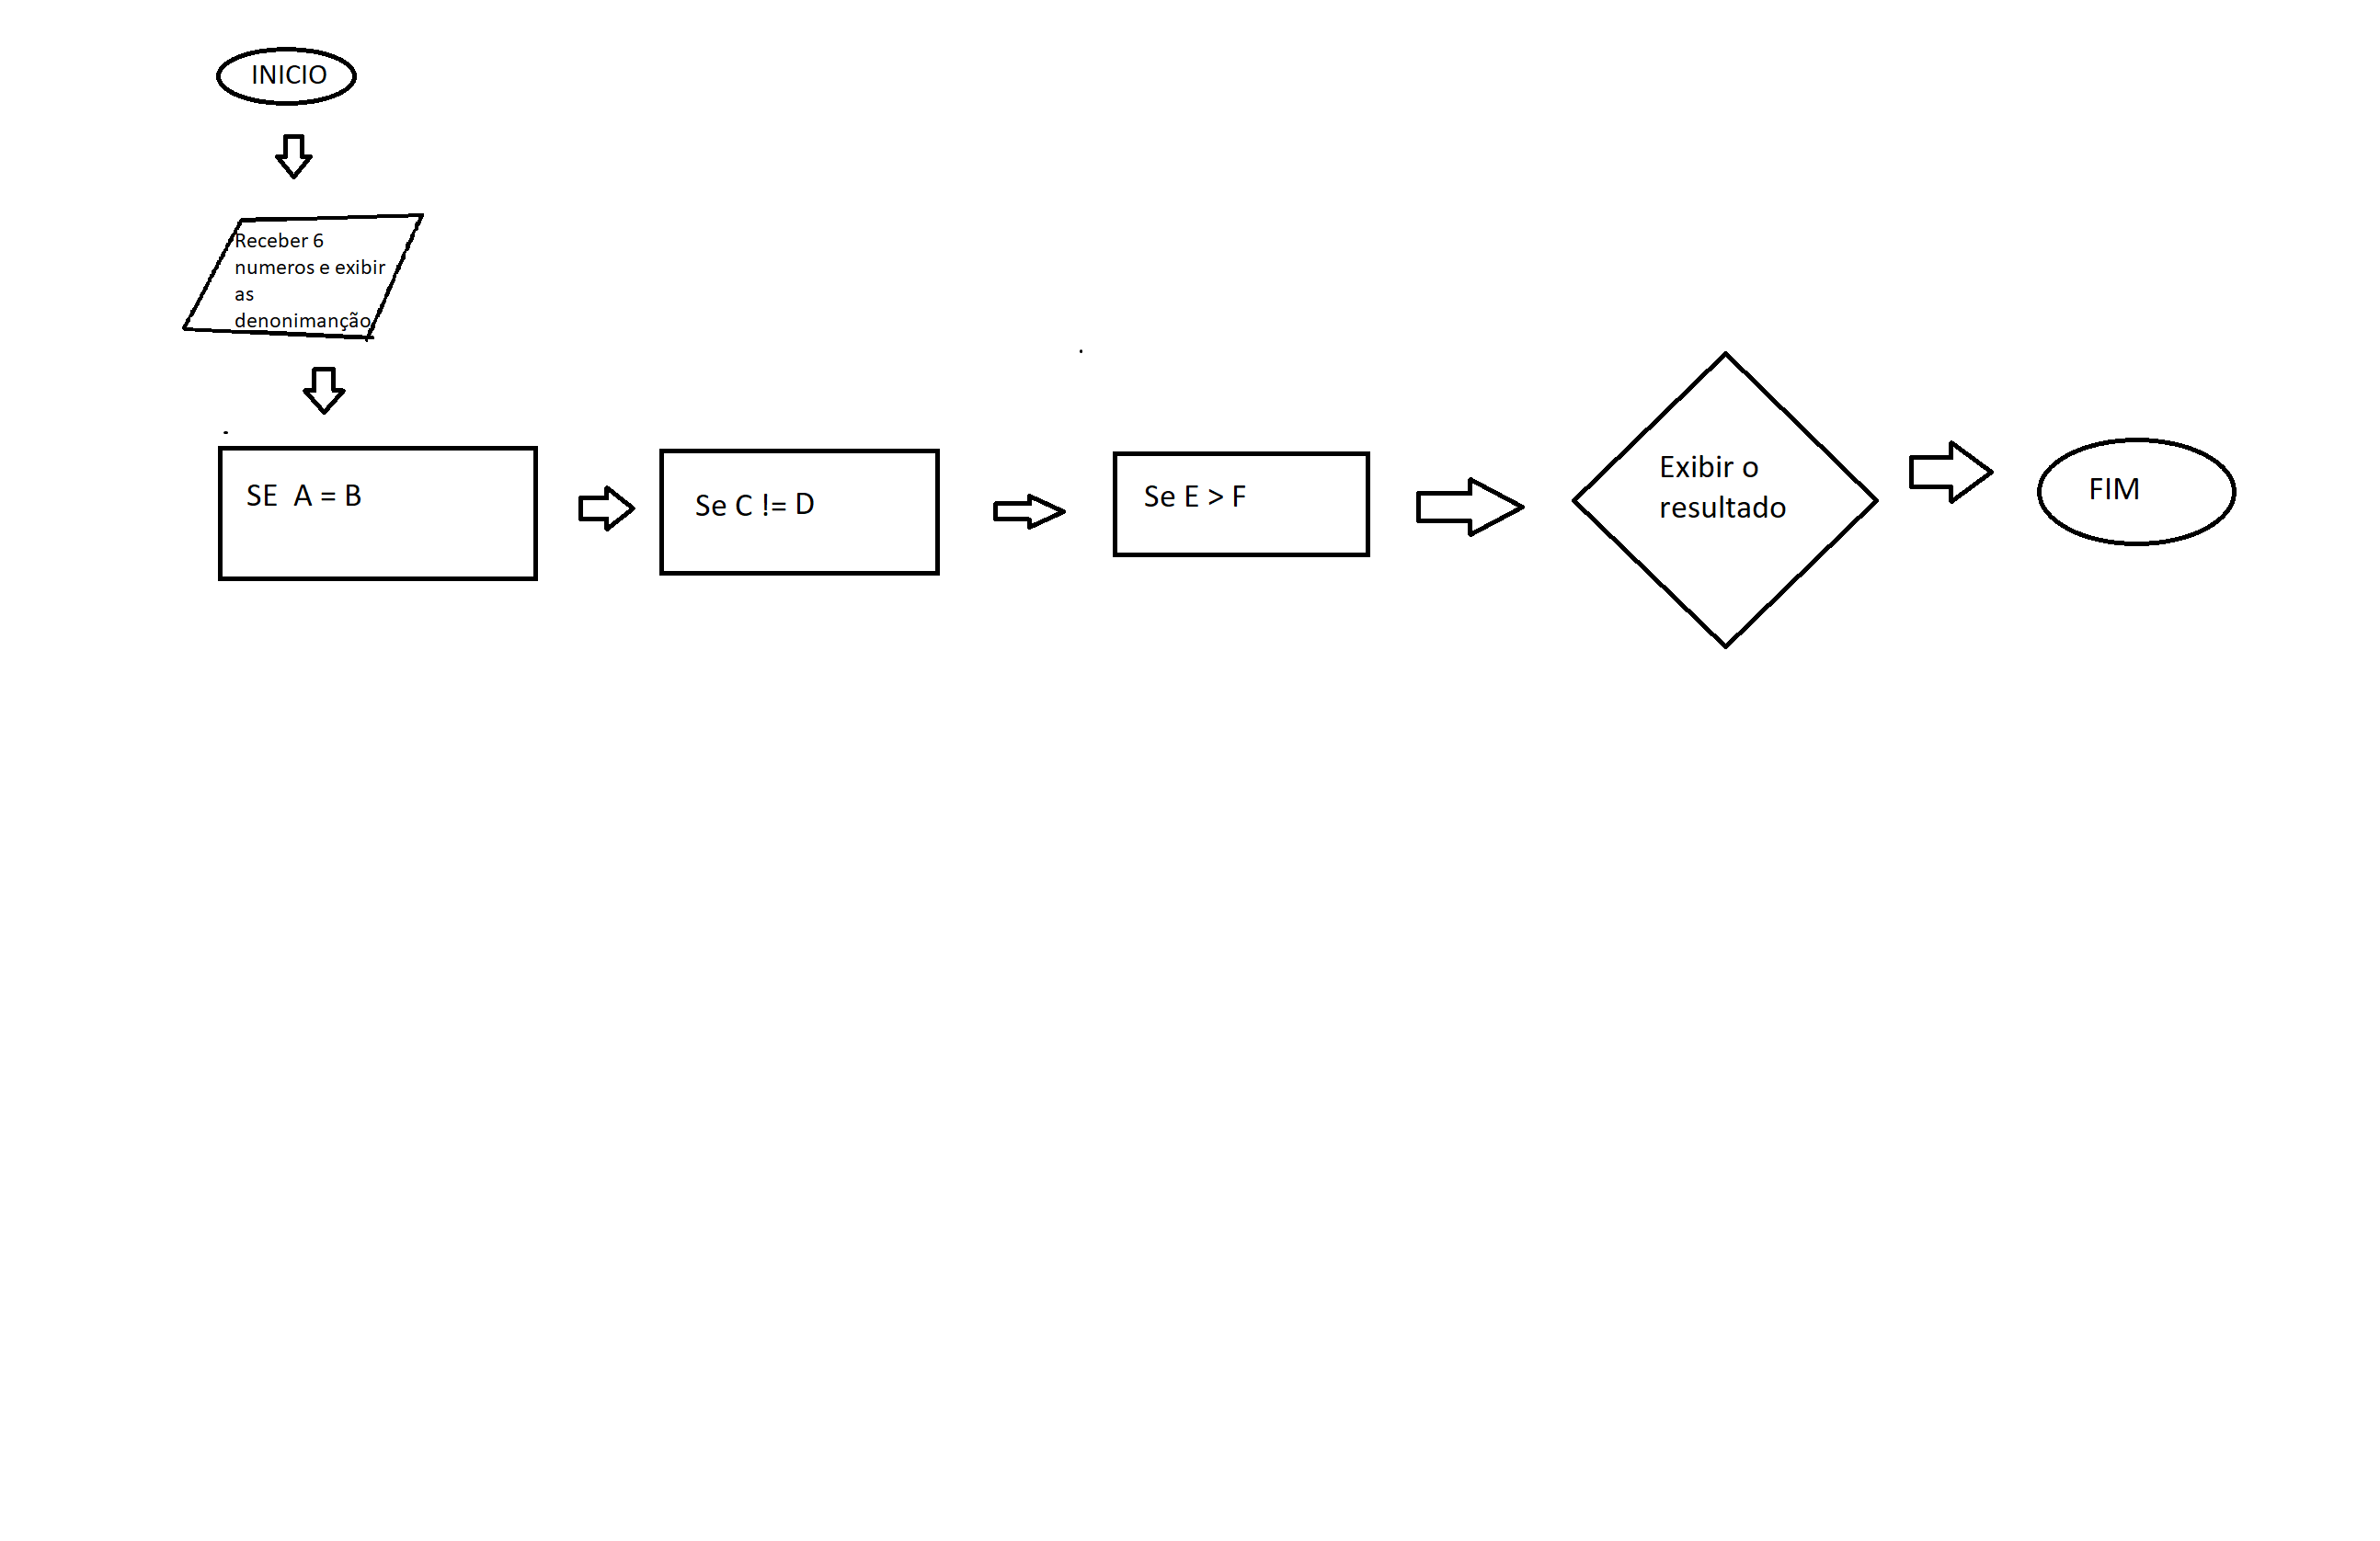 INICIO
Receber 6
numeros e exibir
as
denonimanção
SE  A = B
Se C != D
Se E > F
Exibir o
resultado
FIM